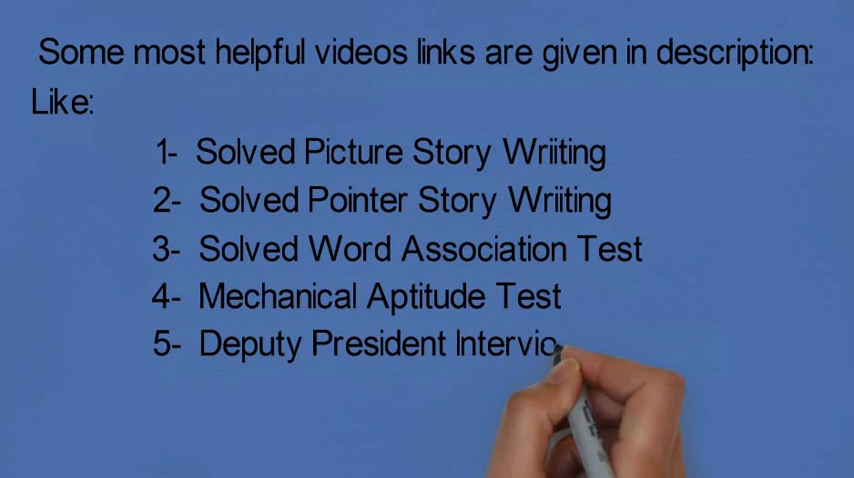 Some most helpful videos links are given in description:
Like:
1- Solved Picture Story Wriiting
2- Solved Pointer Story Wriiting
3- Solved Word Association Test
4- Mechanical Aptitude Test
5- Deputy President